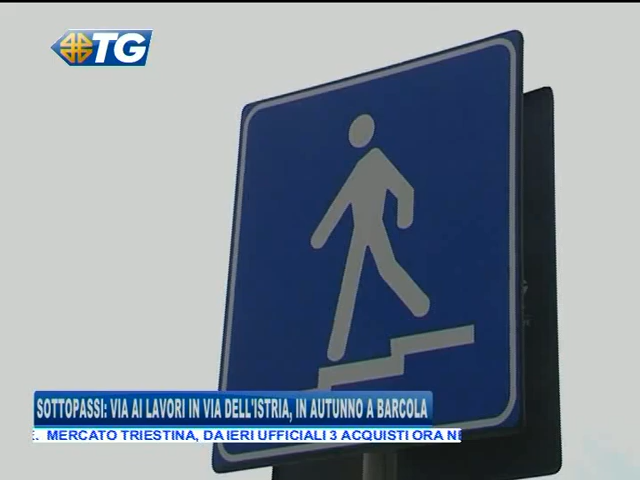 TG
SOTTOPASSI: VIA AI LAVORI IN VIA DELL'ISTRIA, IN AUTUNNO A BARCOLA
E. MERCATO TRIESTINA, DA IERI UFFICIALI 3 ACQUISTI ORA NE